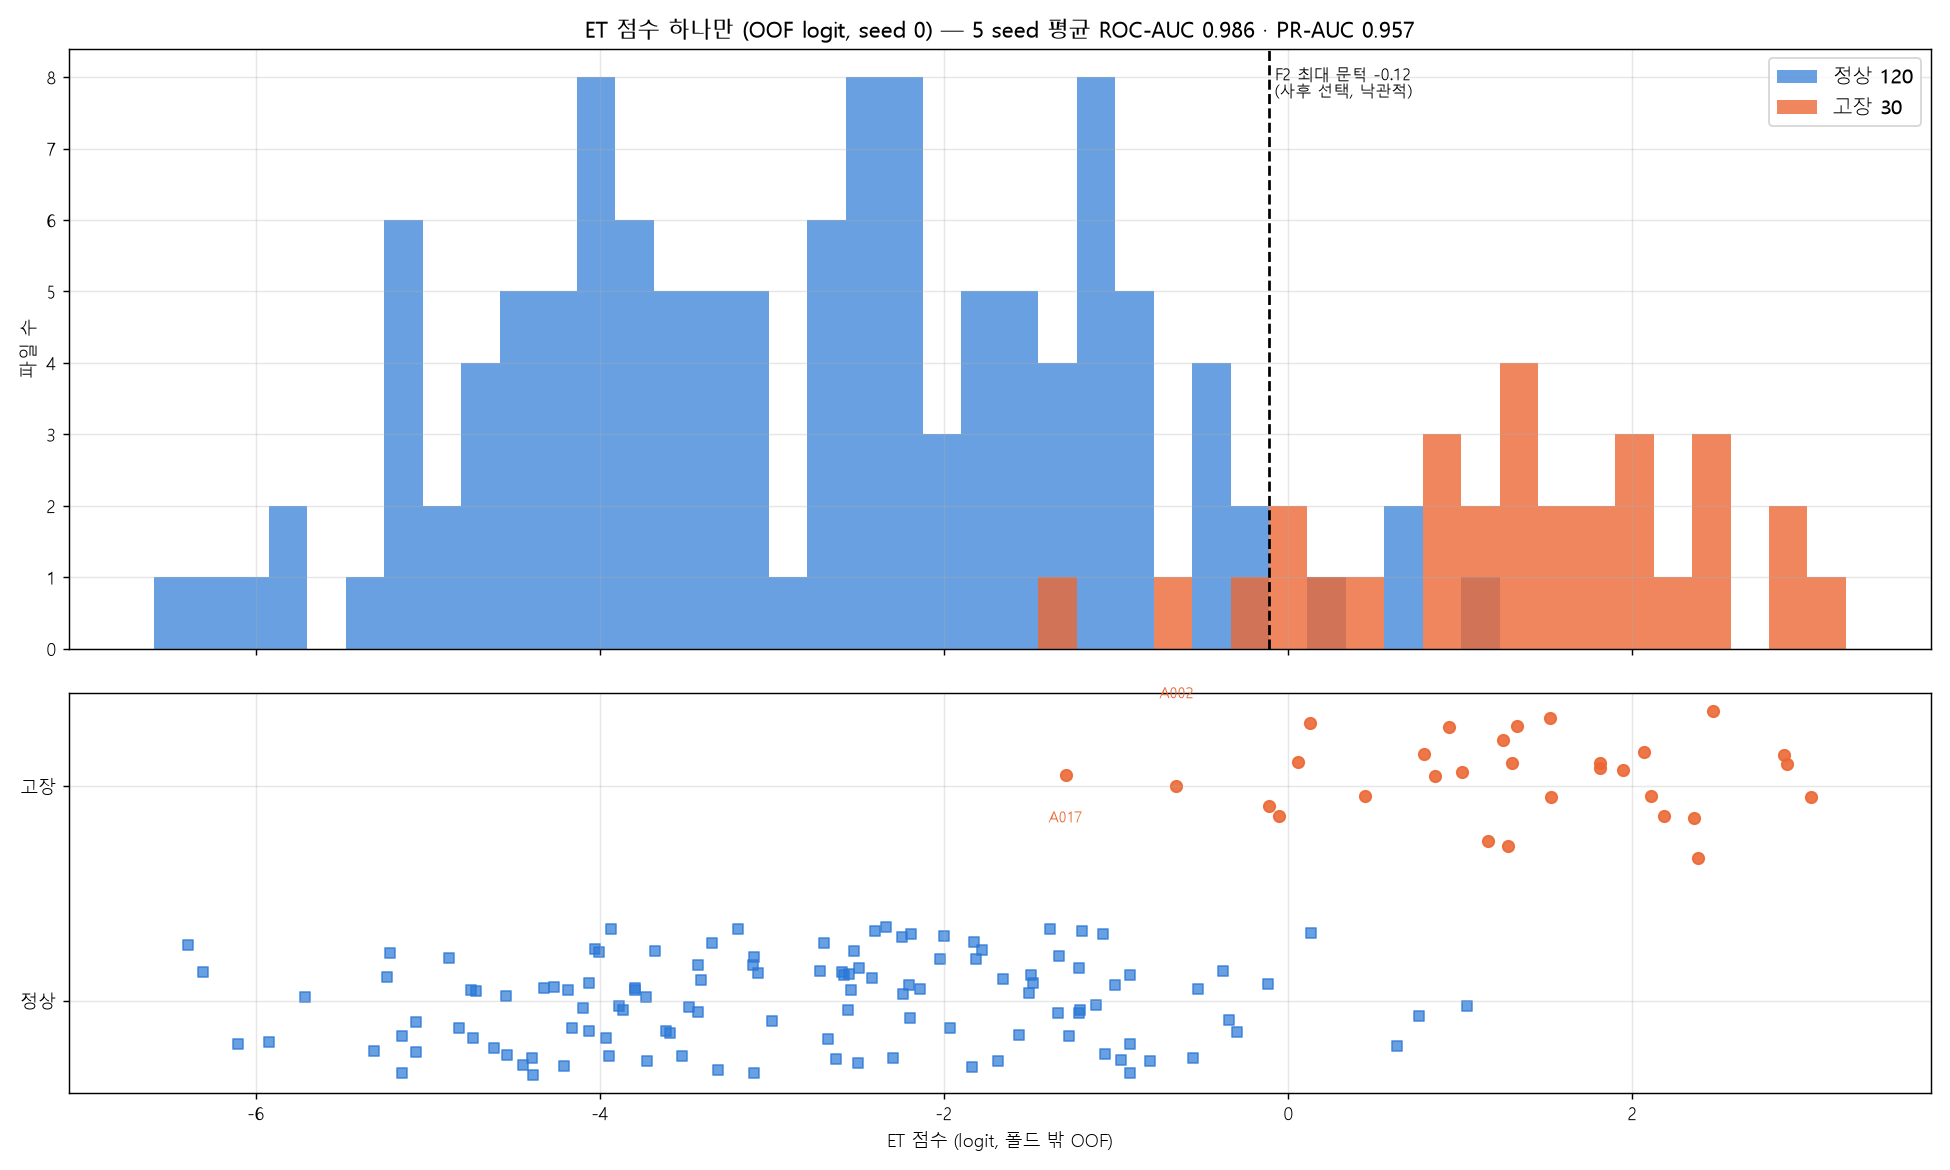 ET 점수 하나만 (OOF logit, seed 0) — 5 seed 평균 ROC-AUC 0.986 · PR-AUC 0.957
F2 최대 문턱 -0.12
(사후 선택, 낙관적)
정상 120
고장 30
8
7
6
5
4
3
2
1
0
파일 수
A002
고장
A017
정상
-6
-4
-2
0
2
ET 점수 (logit, 폴드 밖 OOF)